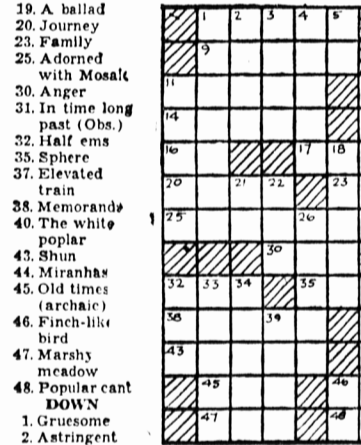 19. A ballad
20. Journey
23. Family
25. Adorned
with Mosaic
30. Anger
31. In time long
past (Obs.)
32. Half ems
35. Sphere
37. Elevated
train
38. Memoranda
40. The white
poplar
43. Shun
44. Miranhas
45. Old times
(archaic)
46. Finch-like
bird
47. Marshy
meadow
48. Popular cant
DOWN
1. Gruesome
2. Astringent
1 2 3 4 5
9
11
14
16 17 18
20 21 22 23
25 26
30
32 33 34 35
38 39
43
45 46
47 48